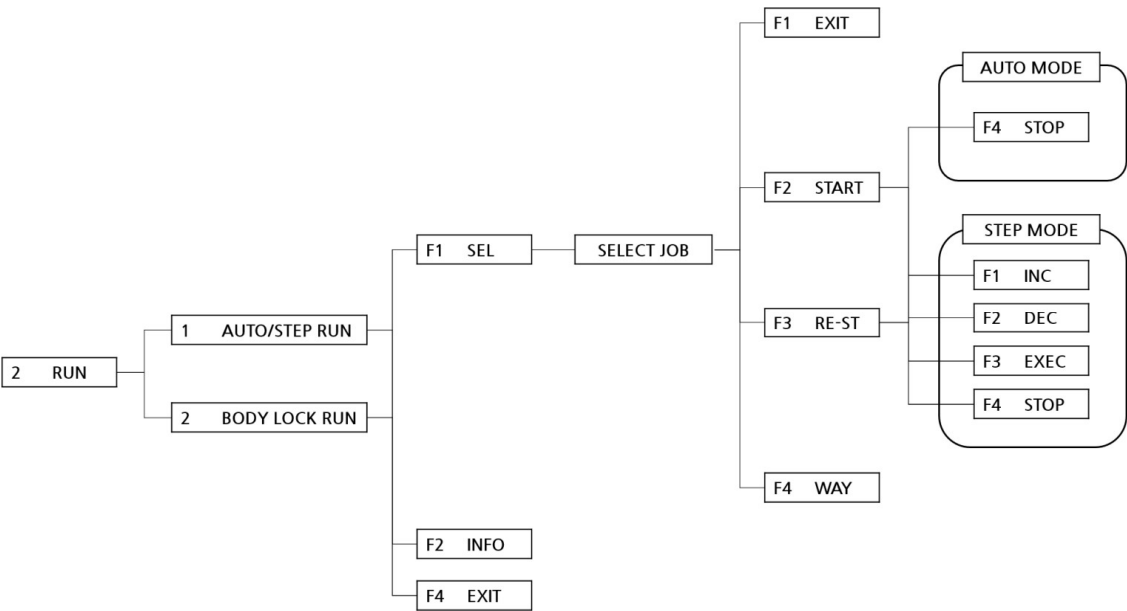 F1 EXIT
AUTO MODE
F4 STOP
F2 START
STEP MODE
F1 SEL
SELECT JOB
F1 INC
F2 DEC
F3 RE-ST
1 AUTO/STEP RUN
F3 EXEC
2 RUN
F4 STOP
2 BODY LOCK RUN
F4 WAY
F2 INFO
F4 EXIT